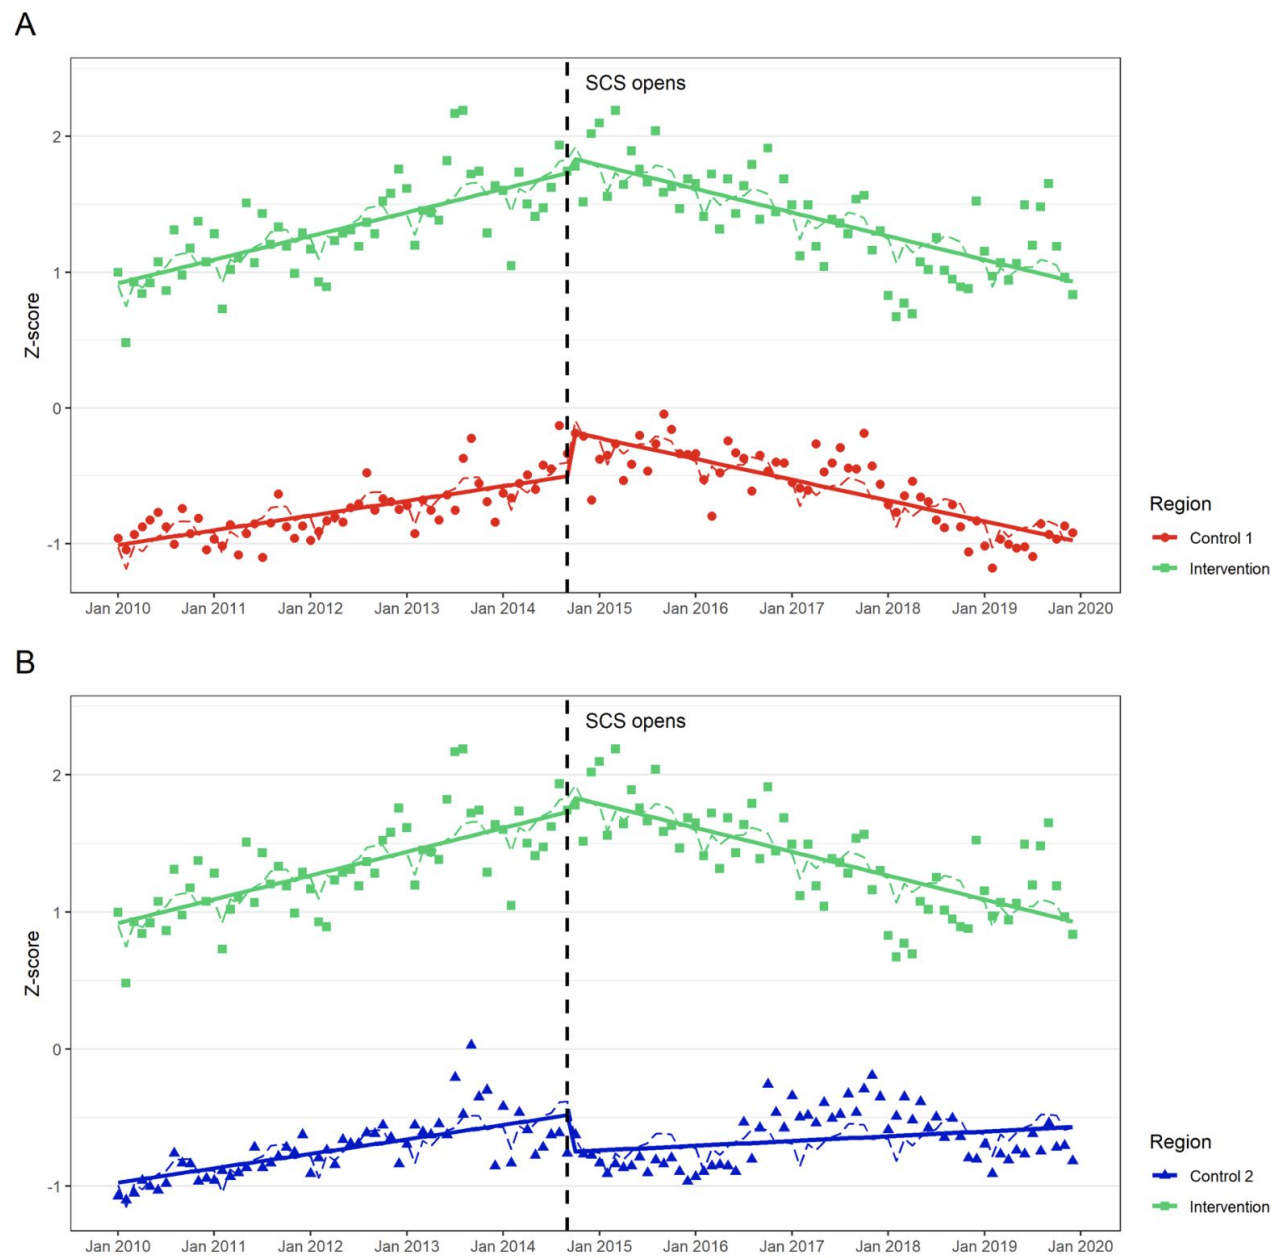 A
SCS opens
2
1
0
-1
Z-score
Jan 2010 Jan 2011 Jan 2012 Jan 2013 Jan 2014 Jan 2015 Jan 2016 Jan 2017 Jan 2018 Jan 2019 Jan 2020
Region
Control 1
Intervention
B
SCS opens
2
1
0
-1
Z-score
Jan 2010 Jan 2011 Jan 2012 Jan 2013 Jan 2014 Jan 2015 Jan 2016 Jan 2017 Jan 2018 Jan 2019 Jan 2020
Region
Control 2
Intervention